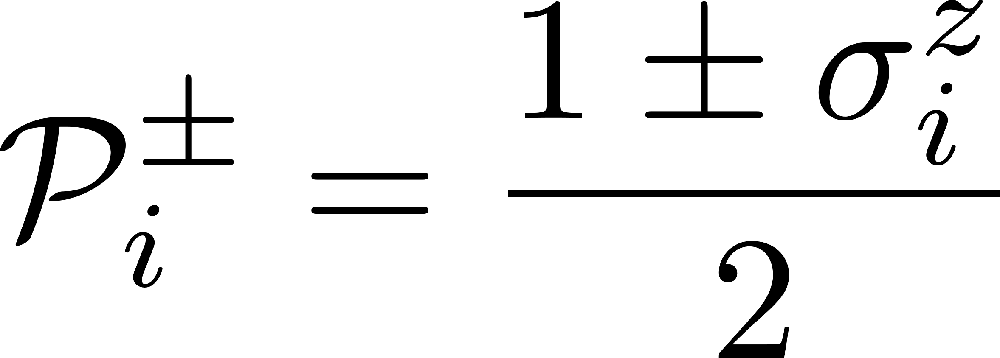 $\mathcal{P}_i^{\pm} = \frac{1 \pm \sigma_i^z}{2}$